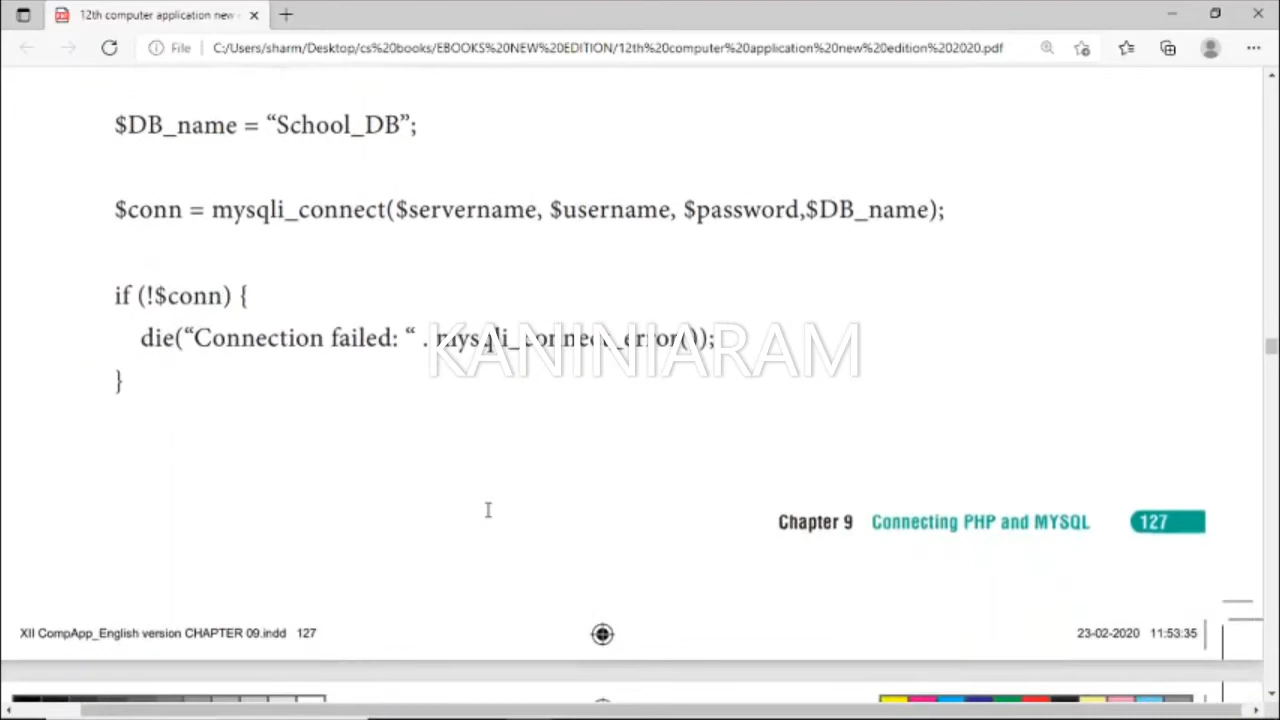 12th computer application new
File C:/Users/sharm/Desktop/cs%20books/EBOOKS%20NEW%20EDITION/12th%20computer%20application%20new%20edition%202020.pdf
$DB_name = “School_DB”;
$conn = mysqli_connect($servername, $username, $password,$DB_name);
if (!$conn) {
die(“Connection failed: “ . mysqli_connect_error());
KANINIARAM
}
Chapter 9 Connecting PHP and MYSQL 127
XII CompApp_English version CHAPTER 09.indd 127 23-02-2020 11:53:35